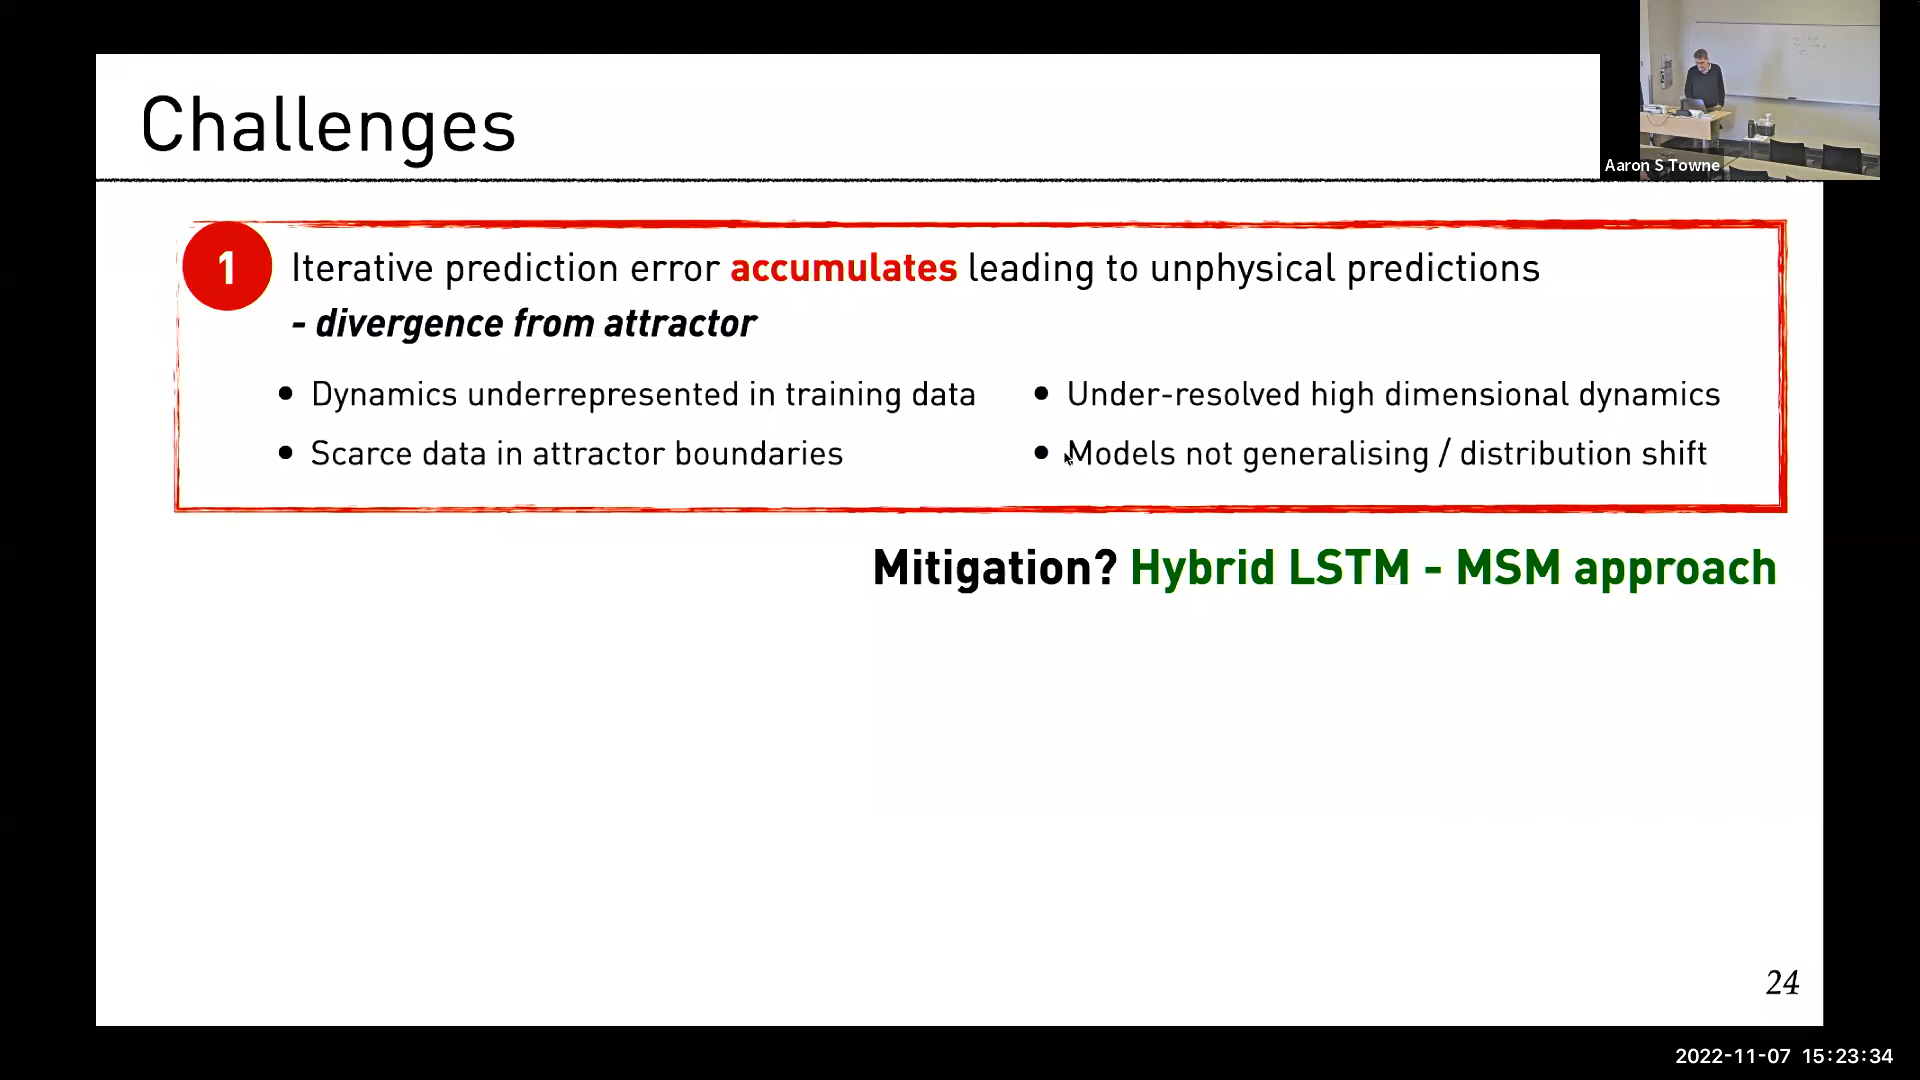 Challenges
Aaron S Towne
1
Iterative prediction error accumulates leading to unphysical predictions
- divergence from attractor
• Dynamics underrepresented in training data
• Scarce data in attractor boundaries
• Under-resolved high dimensional dynamics
• Models not generalising / distribution shift
Mitigation? Hybrid LSTM - MSM approach
24
2022-11-07 15:23:34